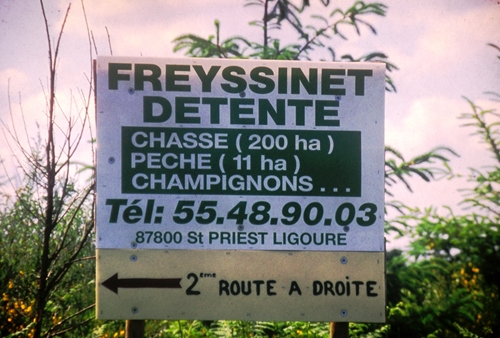 FREYSSINET
DETENTE
CHASSE ( 200 ha )
PECHE ( 11 ha )
CHAMPIGNONS . . .
Tél: 55.48.90.03
87800 St PRIEST LIGOURE
2eme ROUTE A DROITE